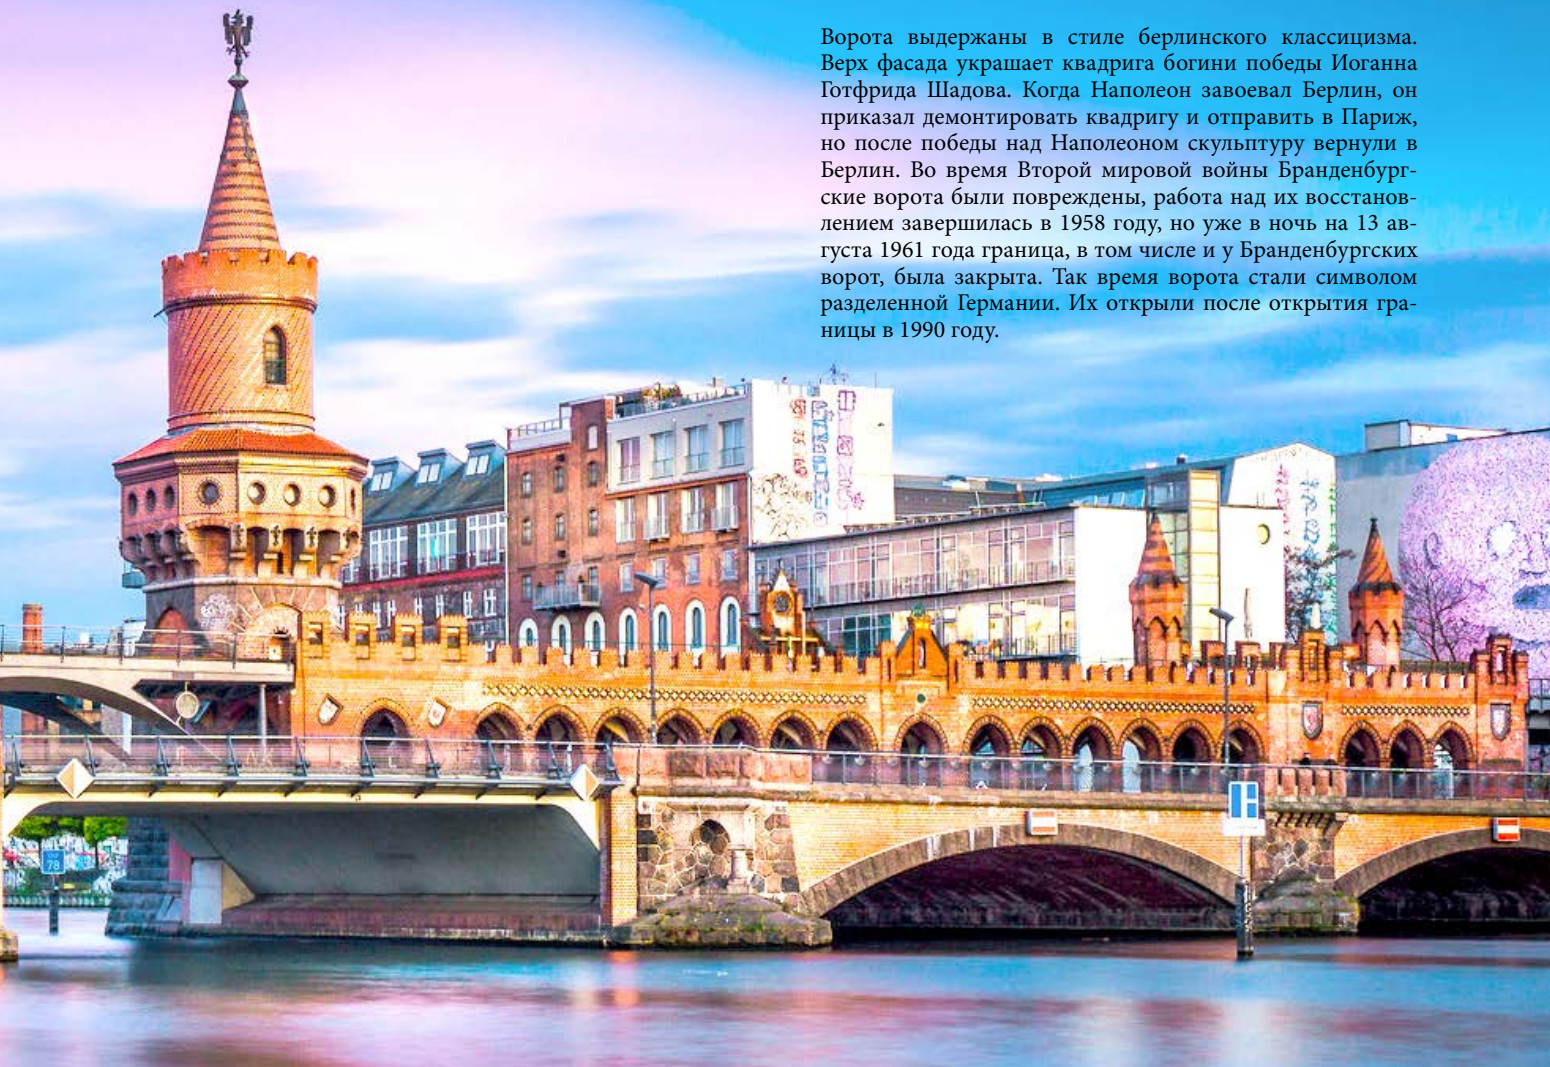 Ворота выдержаны в стиле берлинского классицизма.
Верх фасада украшает квадрига богини победы Иоганна
Готфрида Шадова. Когда Наполеон завоевал Берлин, он
приказал демонтировать квадригу и отправить в Париж,
но после победы над Наполеоном скульптуру вернули в
Берлин. Во время Второй мировой войны Бранденбург-
ские ворота были повреждены, работа над их восстанов-
лением завершилась в 1958 году, но уже в ночь на 13 ав-
густа 1961 года граница, в том числе и у Бранденбургских
ворот, была закрыта. Так время ворота стали символом
разделенной Германии. Их открыли после открытия гра-
ницы в 1990 году.
78